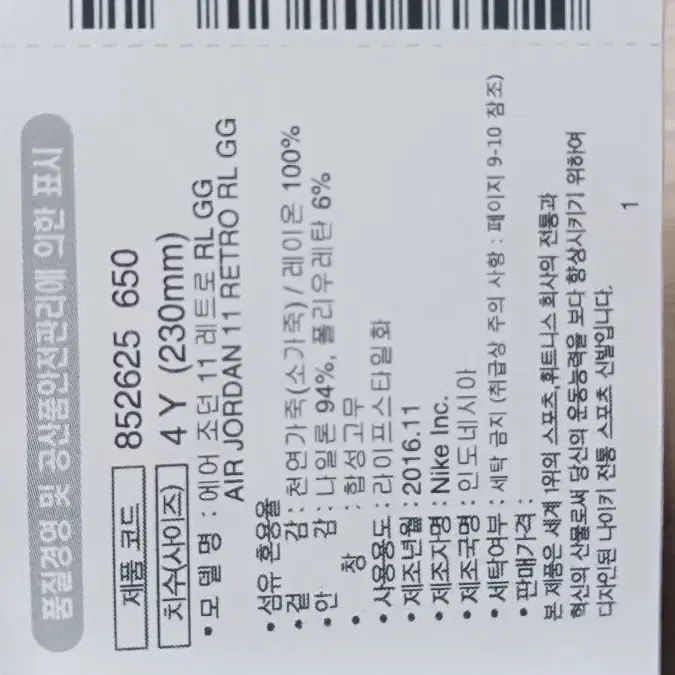 품질경영 및 공산품안전관리에 의한 표시
제품 코드 852625 650
치수(사이즈) 4 Y (230mm)
• 모 델 명 : 에어 조던 11 레트로 RL GG
AIR JORDAN 11 RETRO RL GG
• 섬유 혼용율
• 겉 감 : 천연가죽(소가죽) / 레이온 100%
• 안 감 : 나일론 94%, 폴리우레탄 6%
• 창 : 합성고무
• 사용용도 : 라이프스타일화
• 제조년월 : 2016.11
• 제조자명 : Nike Inc.
• 제조국명 : 인도네시아
• 세탁여부 : 세탁 금지 (취급상 주의 사항 : 페이지 9-10 참조)
• 판매가격 :
본 제품은 세계 1위의 스포츠,휘트니스 회사의 전통과
혁신의 산물로써 당신의 운동능력을 보다 향상시키기 위하여
디자인된 나이키 전통 스포츠 신발입니다.
1